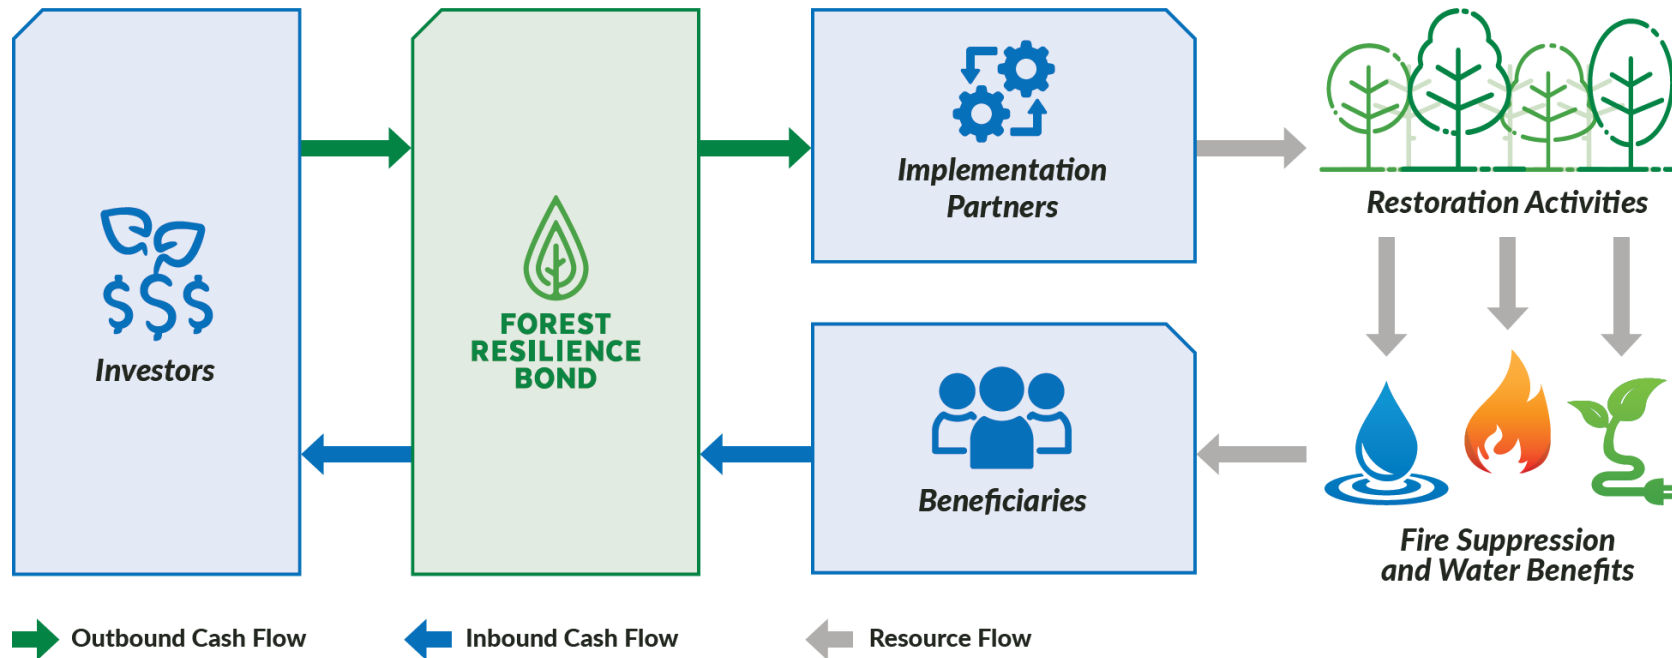 Investors
FOREST
RESILIENCE
BOND
Implementation
Partners
Restoration Activities
Beneficiaries
Fire Suppression
and Water Benefits
Outbound Cash Flow
Inbound Cash Flow
Resource Flow